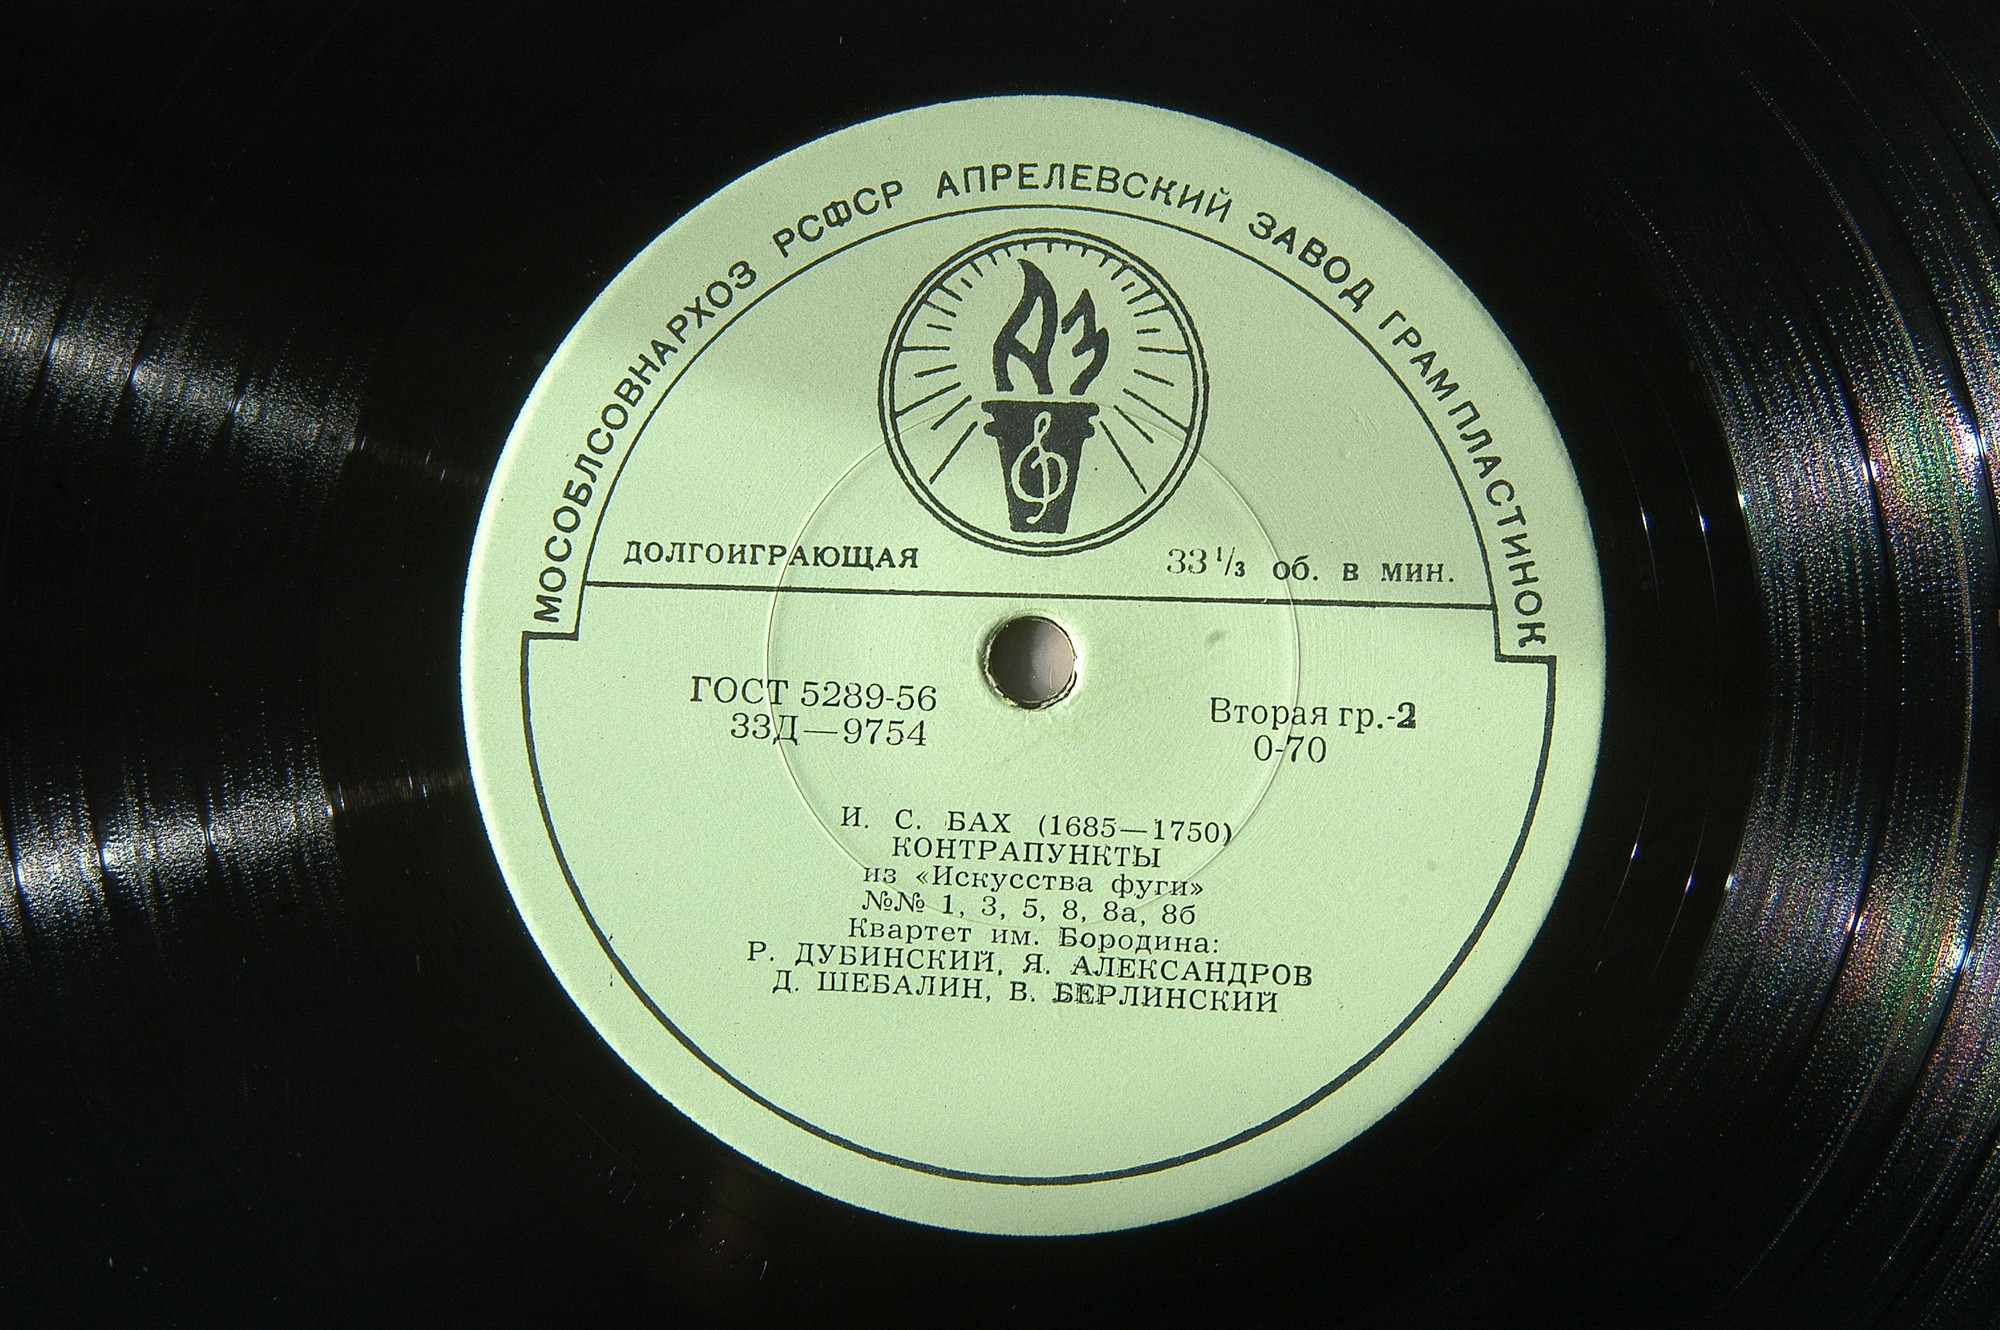 МОСОБЛСОВНАРХОЗ РСФСР АПРЕЛЕВСКИЙ ЗАВОД ГРАМПЛАСТИНОК
АЗ
ДОЛГОИГРАЮЩАЯ 33 1/3 об. в мин.
ГОСТ 5289-56 Вторая гр.-2
33Д—9754 0-70
И. С. БАХ (1685—1750)
КОНТРАПУНКТЫ
из «Искусства фуги»
№№ 1, 3, 5, 8, 8а, 8б
Квартет им. Бородина:
Р. ДУБИНСКИЙ, Я. АЛЕКСАНДРОВ
Д. ШЕБАЛИН, В. БЕРЛИНСКИЙ